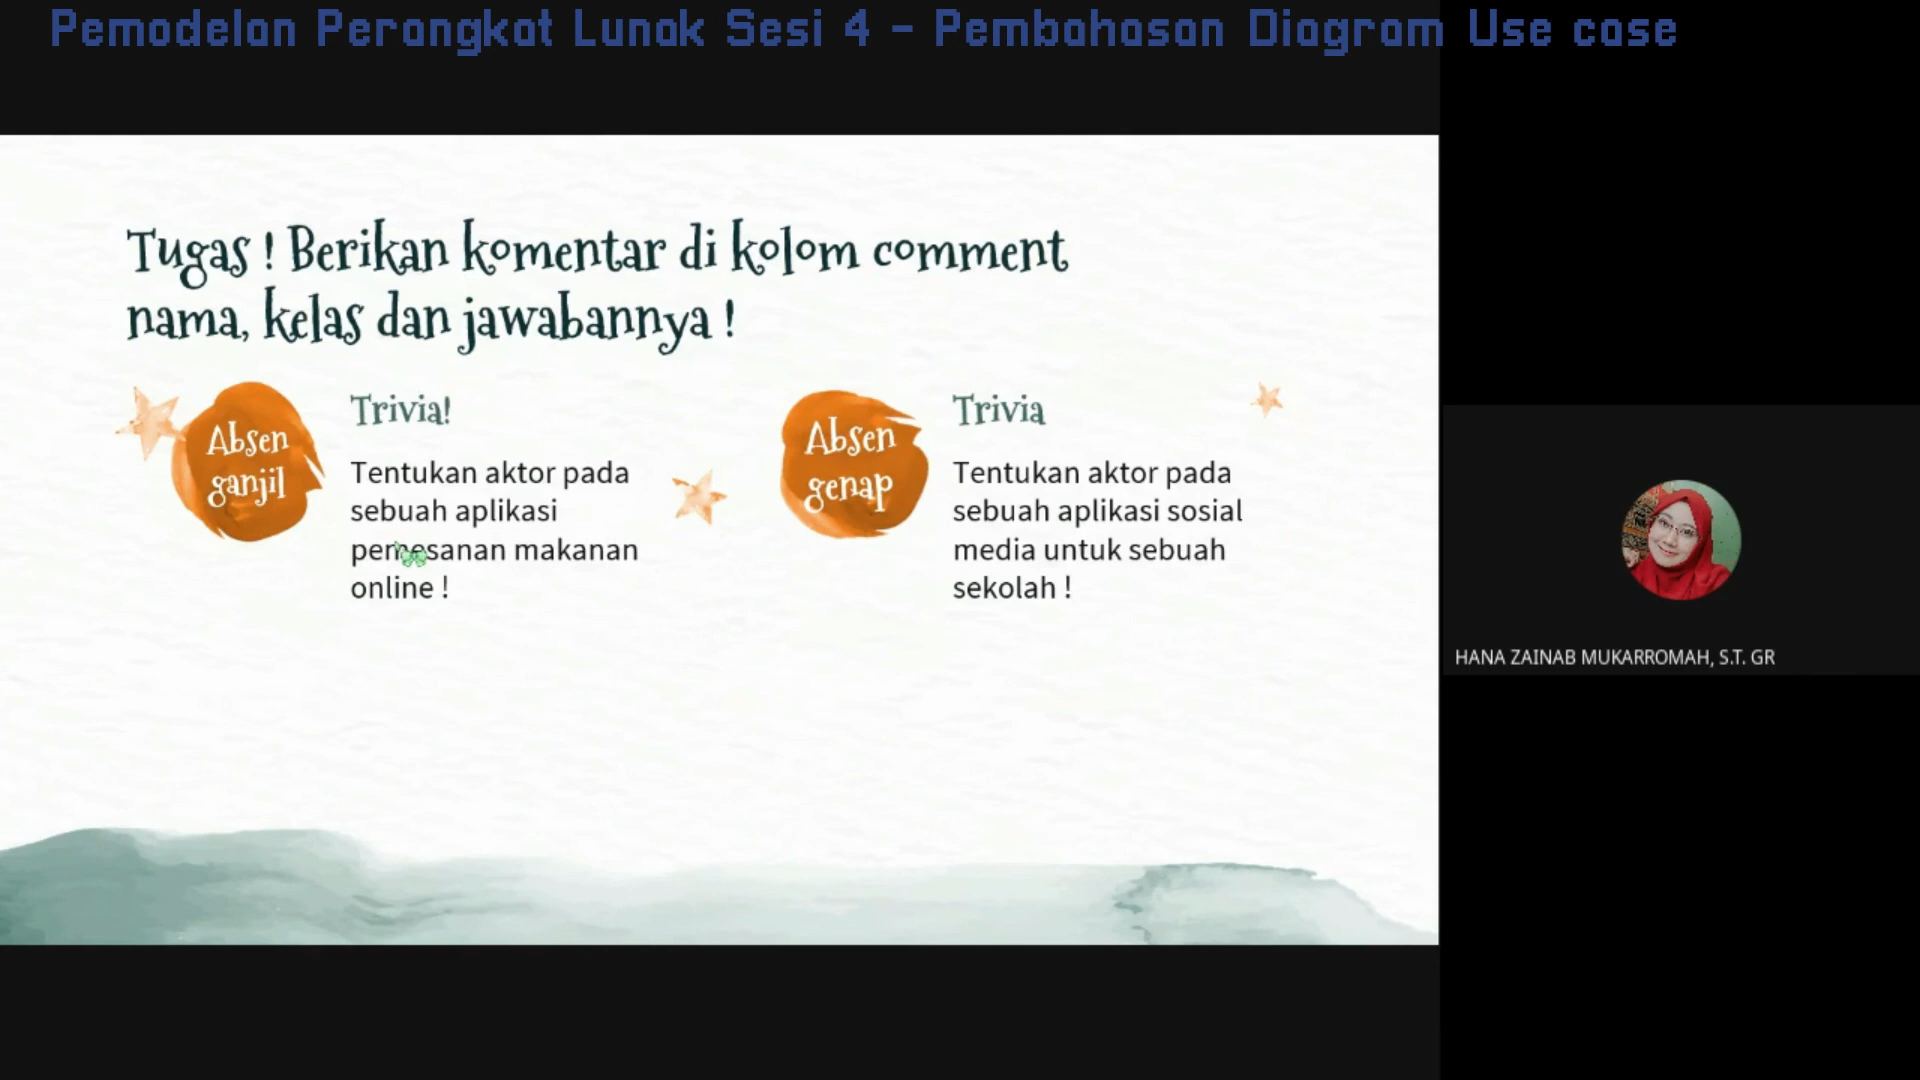 Pemodelan Perangkat Lunak Sesi 4 - Pembahasan Diagram Use case
Tugas ! Berikan komentar di kolom comment
nama, kelas dan jawabannya !
Absen
ganjil
Trivia!
Tentukan aktor pada
sebuah aplikasi
pemesanan makanan
online !
Absen
genap
Trivia
Tentukan aktor pada
sebuah aplikasi sosial
media untuk sebuah
sekolah !
HANA ZAINAB MUKARROMAH, S.T. GR